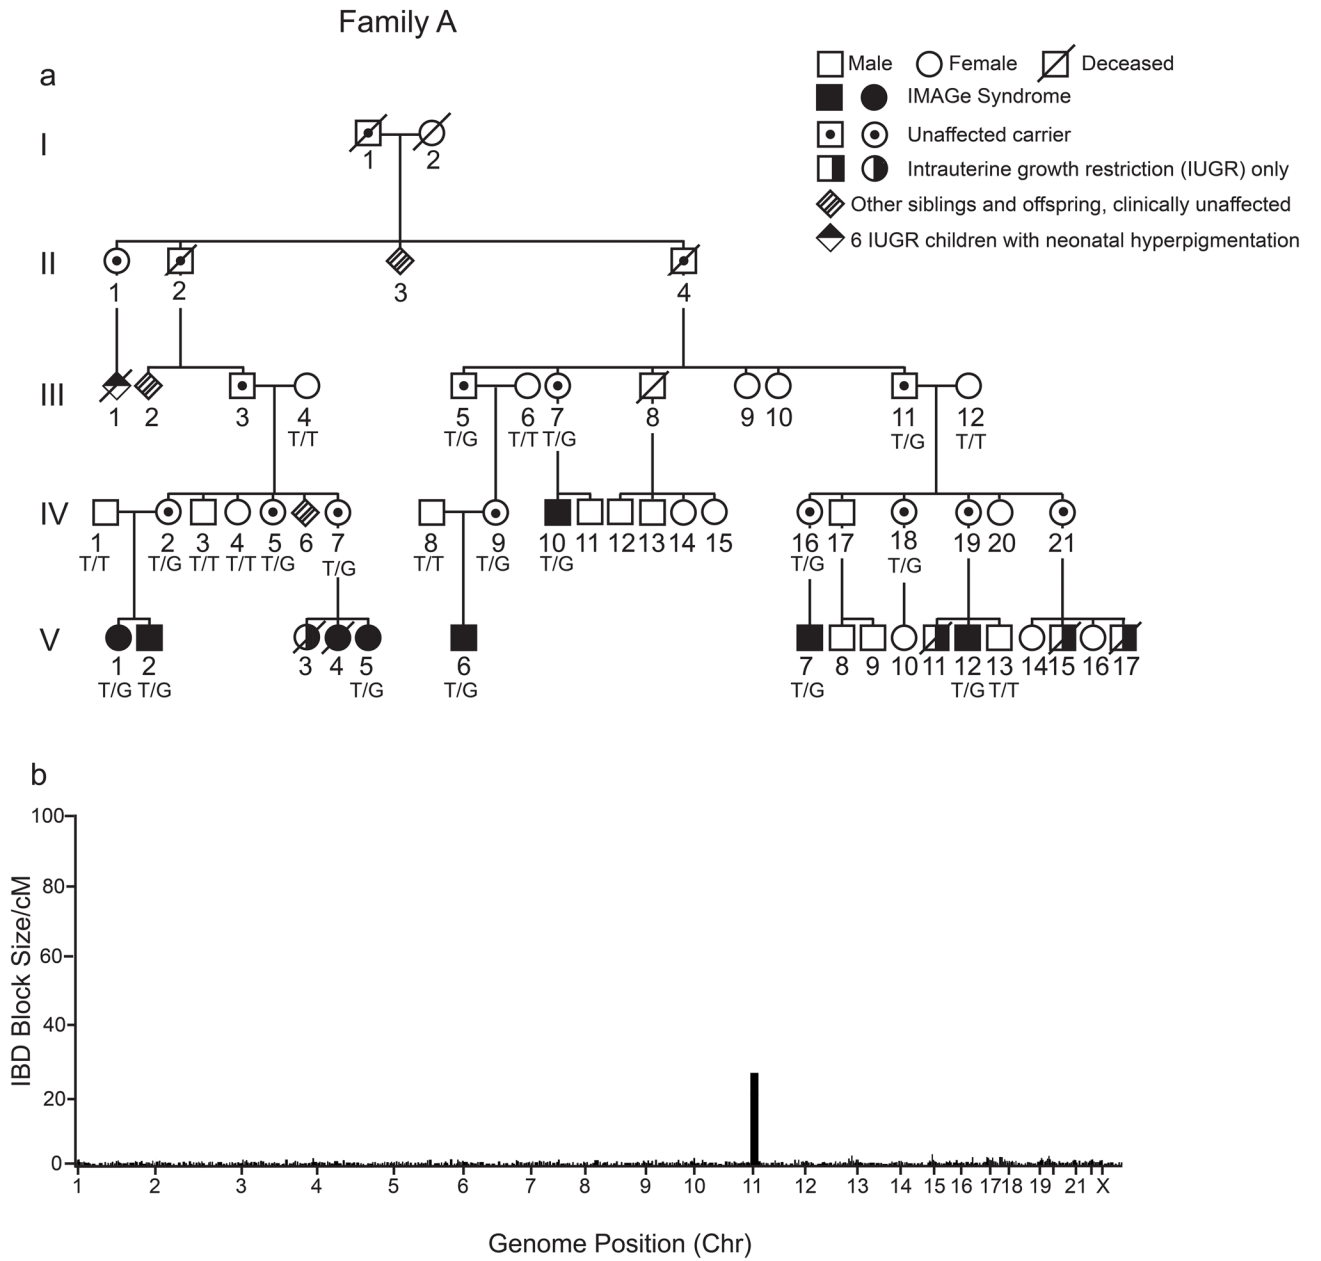 Family A
a
Male Female Deceased
IMAGe Syndrome
Unaffected carrier
Intrauterine growth restriction (IUGR) only
Other siblings and offspring, clinically unaffected
6 IUGR children with neonatal hyperpigmentation
I
1 2
II
1 2 3 4
III
1 2 3 4 5 6 7 8 9 10 11 12
T/T T/G T/T T/G T/G T/T
IV
1 2 3 4 5 6 7 8 9 10 11 12 13 14 15 16 17 18 19 20 21
T/T T/G T/T T/T T/G T/G T/T T/G T/G T/G T/G
V
1 2 3 4 5 6 7 8 9 10 11 12 13 14 15 16 17
T/G T/G T/G T/G T/G T/G T/T
b
IBD Block Size/cM
100
80
60
40
20
0
1 2 3 4 5 6 7 8 9 10 11 12 13 14 15 16 17 18 19 21 X
Genome Position (Chr)